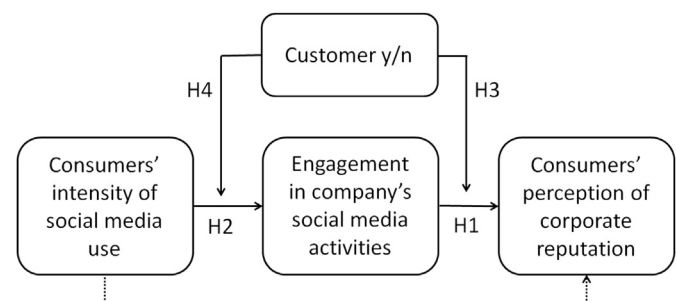 Customer y/n
H4
H3
Consumers'
intensity of
social media
use
H2
Engagement
in company's
social media
activities
H1
Consumers'
perception of
corporate
reputation